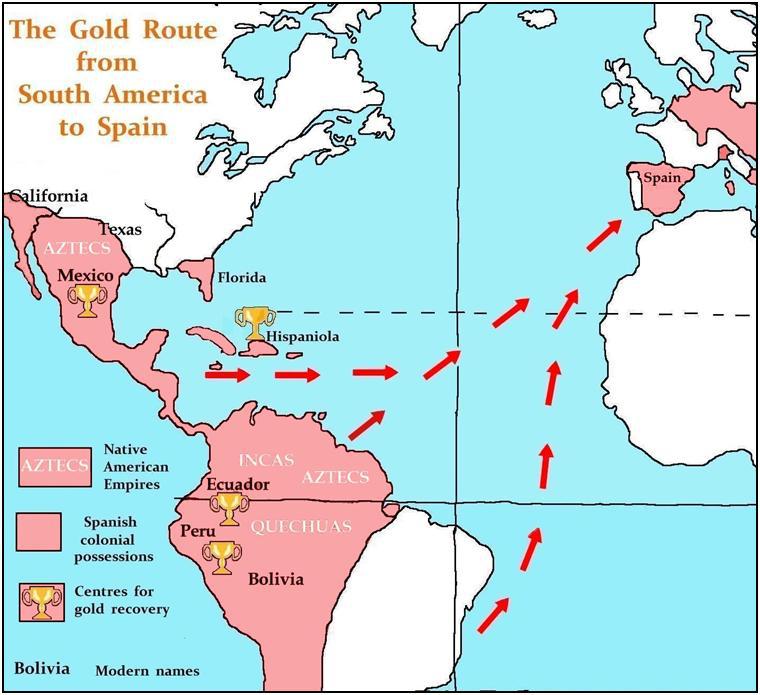 The Gold Route
from
South America
to Spain
California
Texas
AZTECS
Mexico
Florida
Hispaniola
Spain
INCAS
AZTECS
Ecuador
Peru
QUECHUAS
Bolivia
AZTECS
Native
American
Empires
Spanish
colonial
possessions
Centres for
gold recovery
Bolivia Modern names